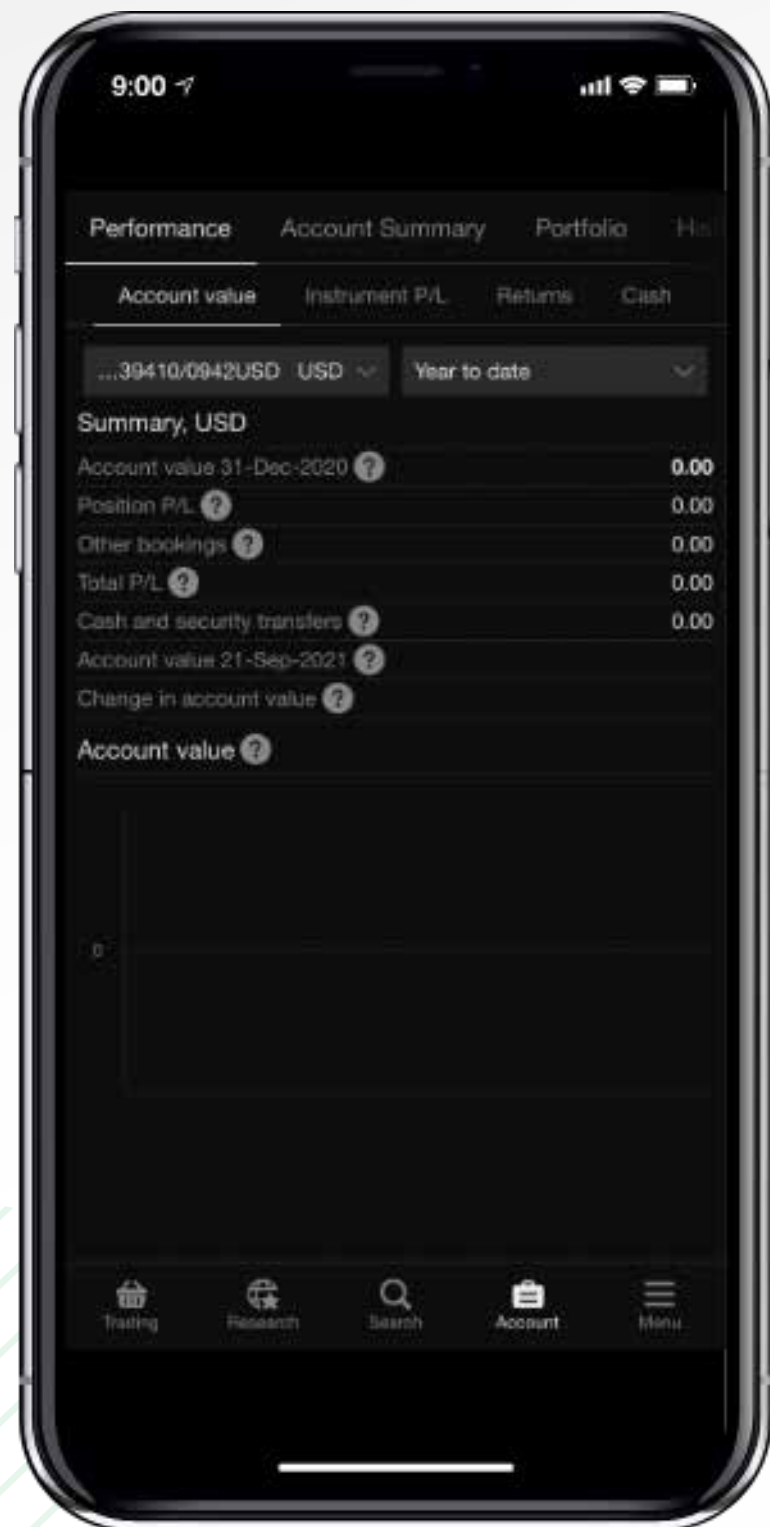 9:00
Performance Account Summary Portfolio His
Account value Instrument P/L Returns Cash
...39410/0942USD USD Year to date
Summary, USD
Account value 31-Dec-2020 ? 0.00
Position P/L ? 0.00
Other bookings ? 0.00
Total P/L ? 0.00
Cash and security transfers ? 0.00
Account value 21-Sep-2021 ?
Change in account value ?
Account value ?
0
Trading Research Search Account Menu